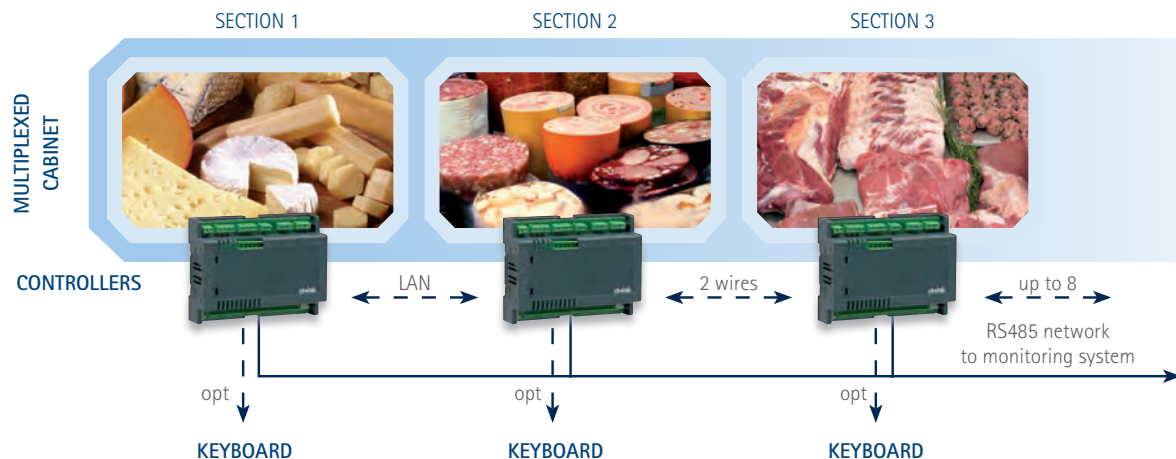 SECTION 1
SECTION 2
SECTION 3
MULTIPLEXED
CABINET
CONTROLLERS
LAN
2 wires
up to 8
RS485 network
to monitoring system
opt
opt
opt
KEYBOARD
KEYBOARD
KEYBOARD